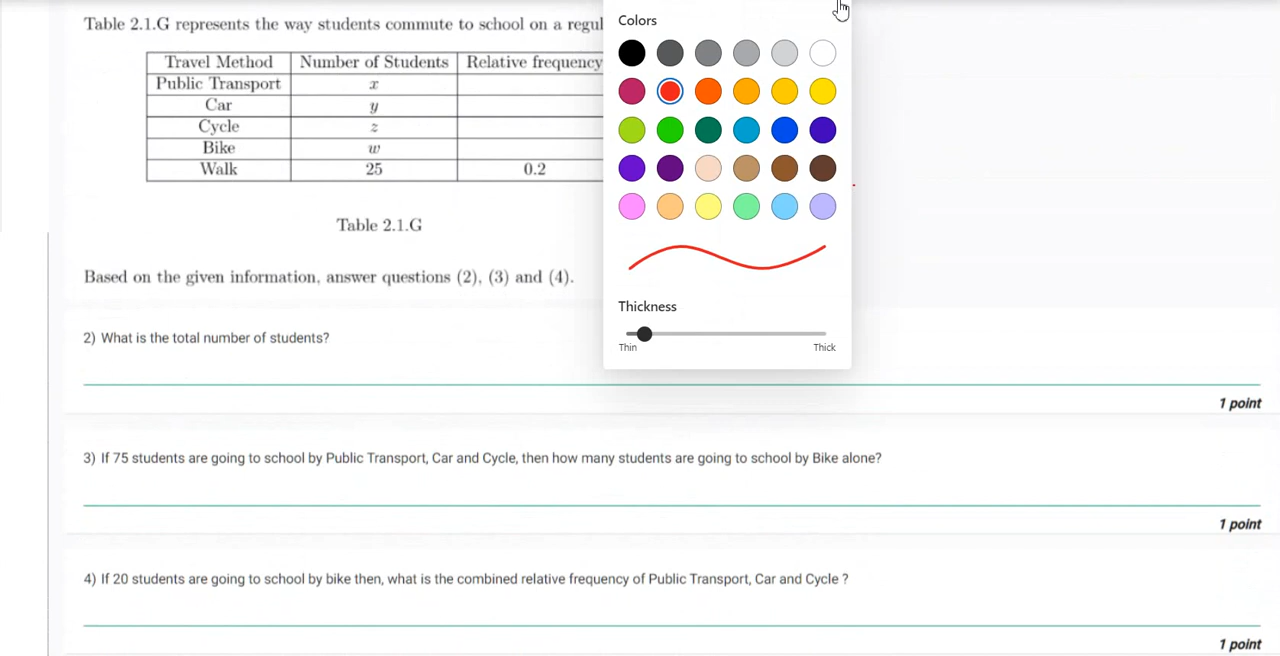 Table 2.1.G represents the way students commute to school on a regul
Travel Method Number of Students Relative frequency
Public Transport x
Car y
Cycle z
Bike w
Walk 25 0.2
Table 2.1.G
Based on the given information, answer questions (2), (3) and (4).
Colors
Thickness
Thin Thick
2) What is the total number of students?
1 point
3) If 75 students are going to school by Public Transport, Car and Cycle, then how many students are going to school by Bike alone?
1 point
4) If 20 students are going to school by bike then, what is the combined relative frequency of Public Transport, Car and Cycle ?
1 point